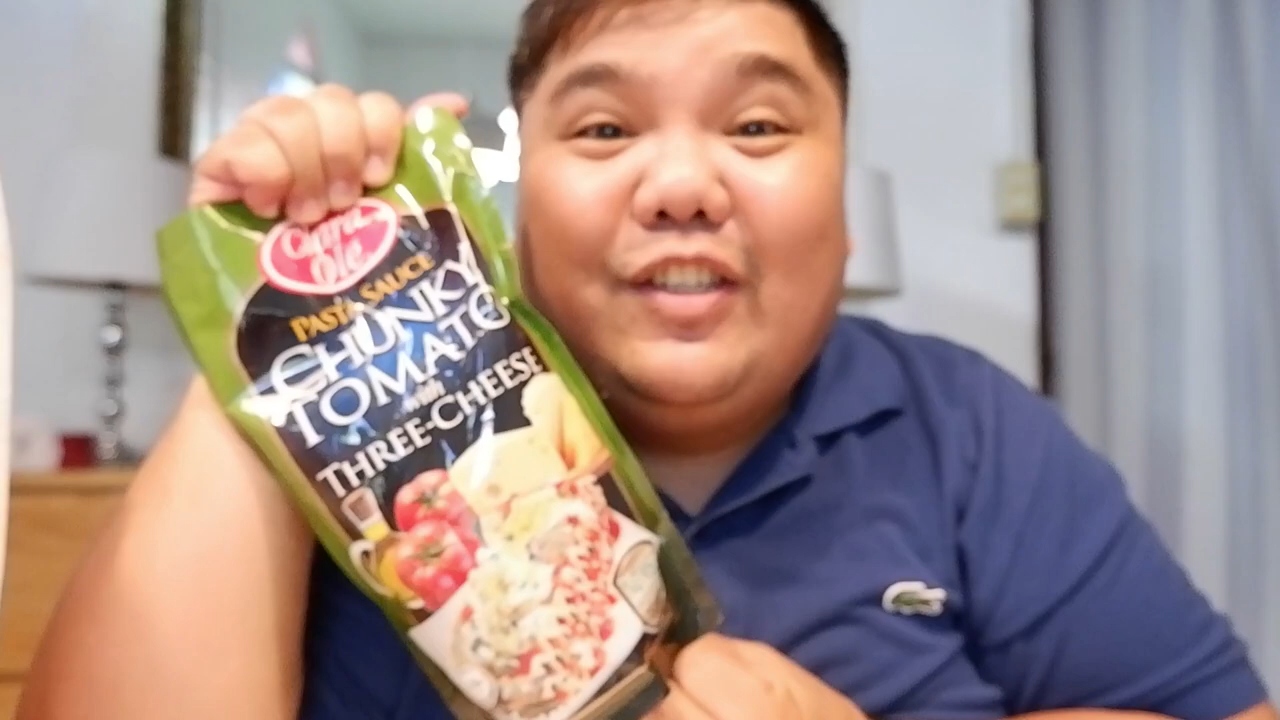 Clara
Ole
PASTA SAUCE
CHUNKY
TOMATO
with
THREE-CHEESE